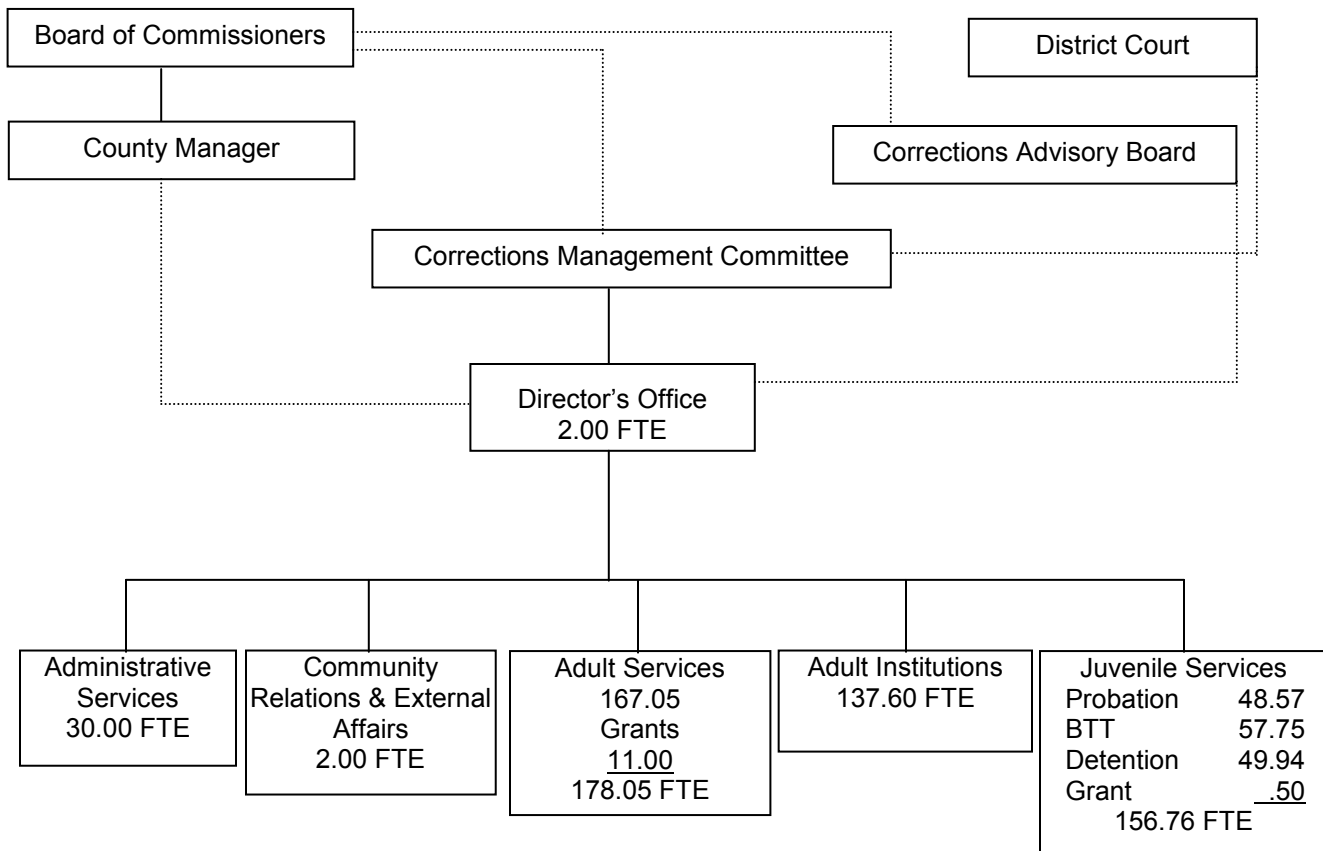 Board of Commissioners
District Court
County Manager
Corrections Advisory Board
Corrections Management Committee
Director’s Office
2.00 FTE
Administrative
Services
30.00 FTE
Community
Relations & External
Affairs
2.00 FTE
Adult Services
167.05
Grants
11.00
178.05 FTE
Adult Institutions
137.60 FTE
Juvenile Services
Probation 48.57
BTT 57.75
Detention 49.94
Grant .50
156.76 FTE